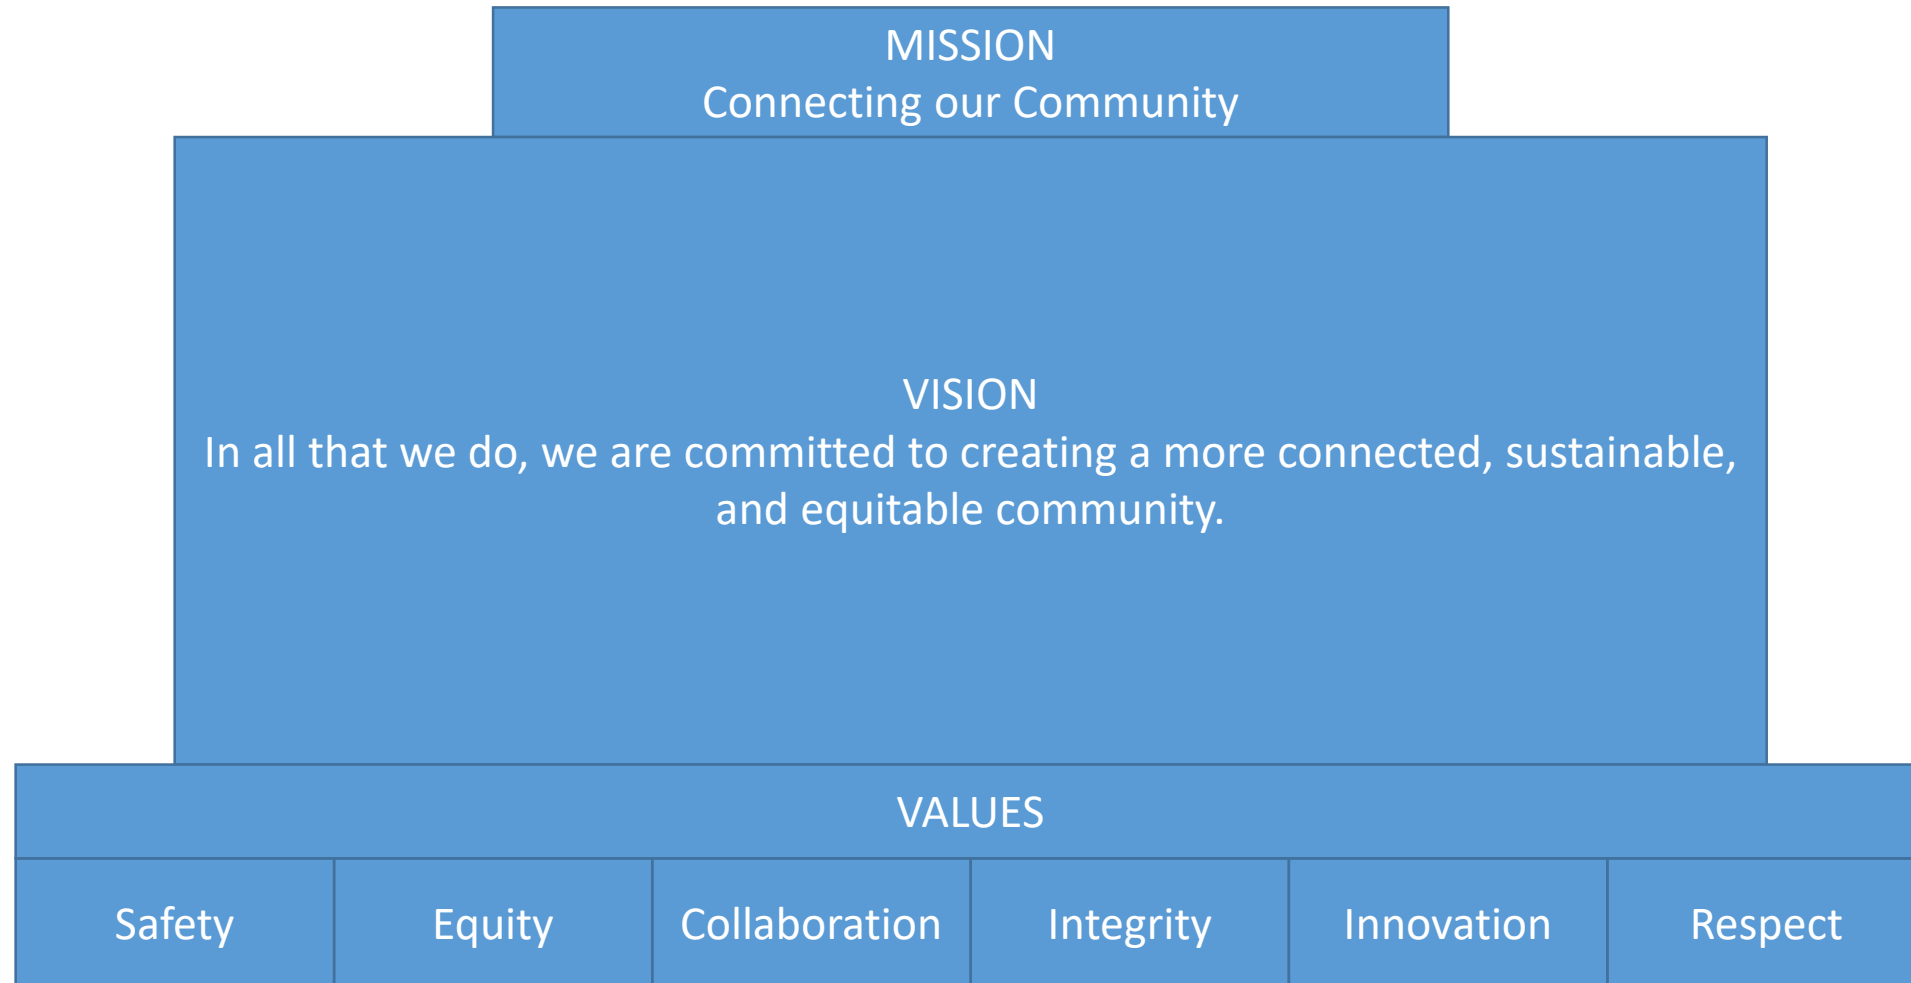 MISSION
Connecting our Community
VISION
In all that we do, we are committed to creating a more connected, sustainable,
and equitable community.
VALUES
Safety
Equity
Collaboration
Integrity
Innovation
Respect